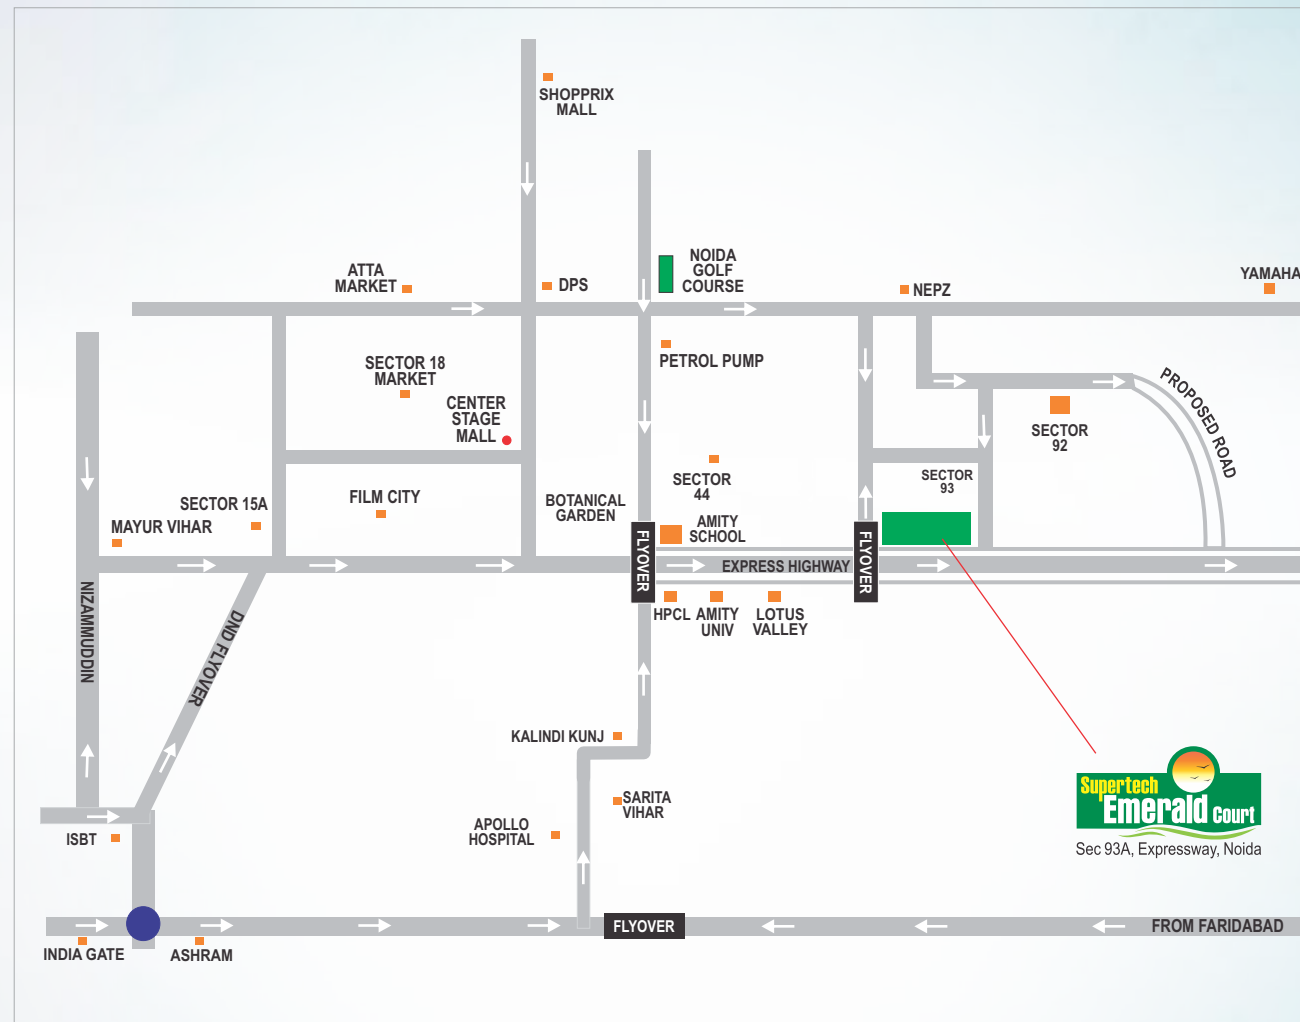 SHOPPRIX
MALL
NOIDA
GOLF
COURSE
ATTA
MARKET
DPS
NEPZ
YAMAHA
SECTOR 18
MARKET
PETROL PUMP
CENTER
STAGE
MALL
PROPOSED ROAD
SECTOR
92
SECTOR
44
SECTOR
93
SECTOR 15A
FILM CITY
BOTANICAL
GARDEN
MAYUR VIHAR
AMITY
SCHOOL
FLYOVER
EXPRESS HIGHWAY
FLYOVER
HPCL
AMITY
UNIV
LOTUS
VALLEY
NIZAMMUDDIN
DND FLYOVER
KALINDI KUNJ
SARITA
VIHAR
APOLLO
HOSPITAL
Supertech
Emerald Court
Sec 93A, Expressway, Noida
ISBT
FLYOVER
FROM FARIDABAD
INDIA GATE
ASHRAM